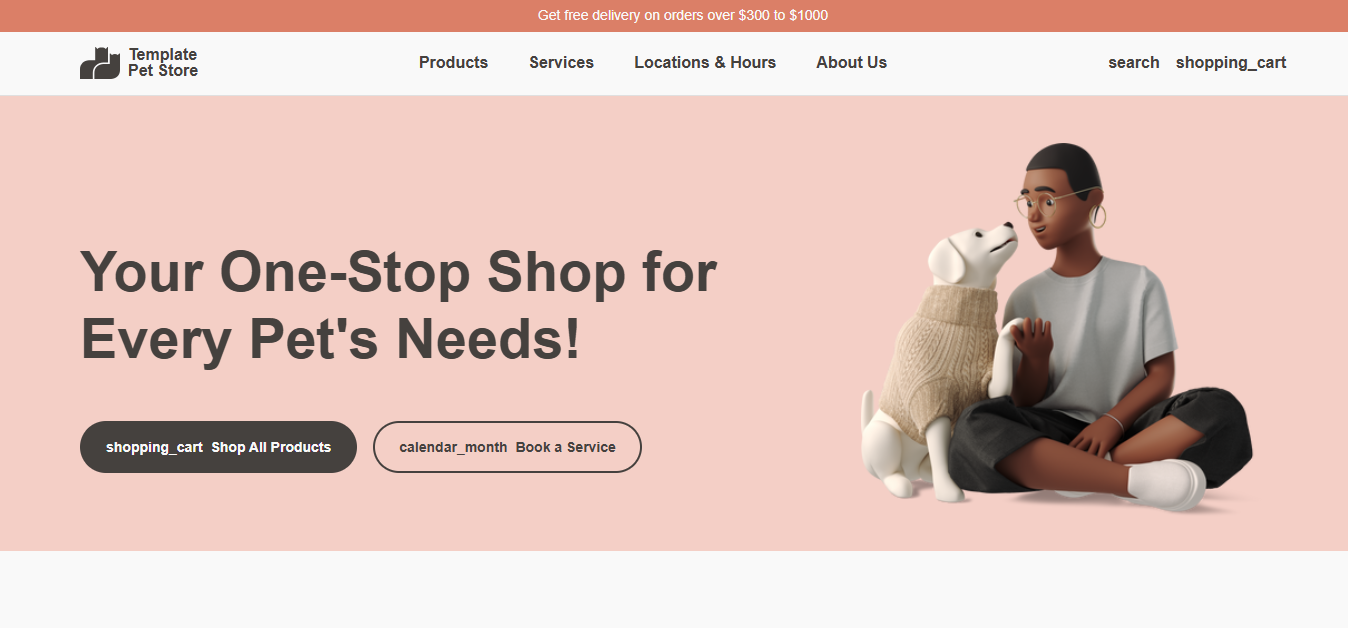 Get free delivery on orders over $300 to $1000
Template
Pet Store
Products
Services
Locations & Hours
About Us
search
shopping_cart
Your One-Stop Shop for
Every Pet's Needs!
shopping_cart Shop All Products
calendar_month Book a Service